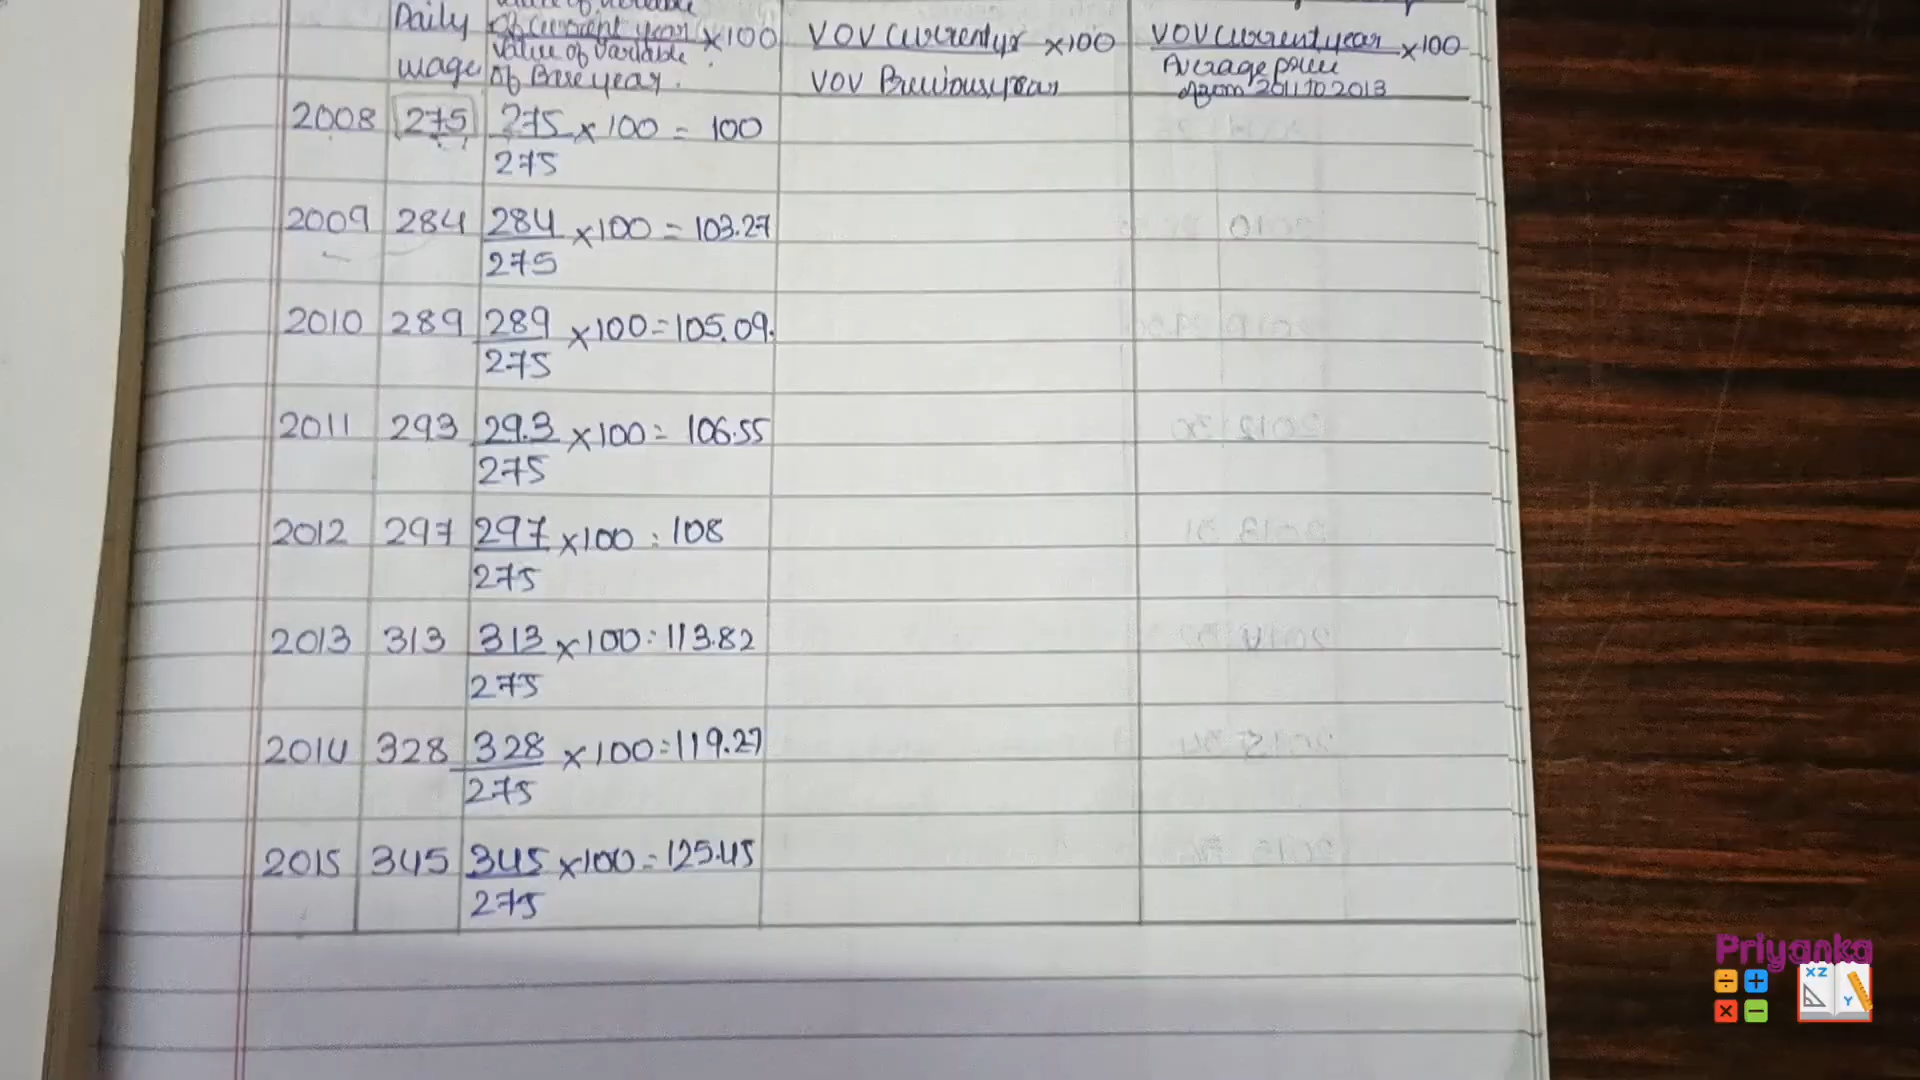 Daily
wage
of Current year ×100
Value of Variable
of Base year.
VOV Current yr ×100
VOV Previous year
VOV Current year ×100
Average price
from 2011 to 2013
2008 275 275 × 100 = 100
275
2009 284 284 ×100 = 103.27
275
2010 289 289 ×100=105.09.
275
2011 293 29.3 ×100= 106.55
275
2012 297 297 ×100 : 108
275
2013 313 313 ×100:113.82
275
2014 328 328 ×100=119.27
275
2015 345 345 ×100=125.45
275
Priyanka
÷ +
× −
XZ
Y